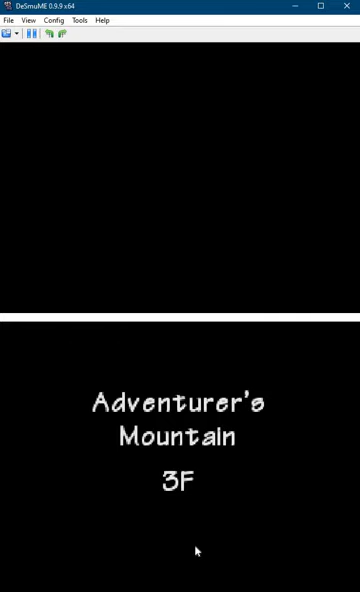 DeSmuME 0.9.9 x64
File View Config Tools Help
Adventurer's
Mountain
3F